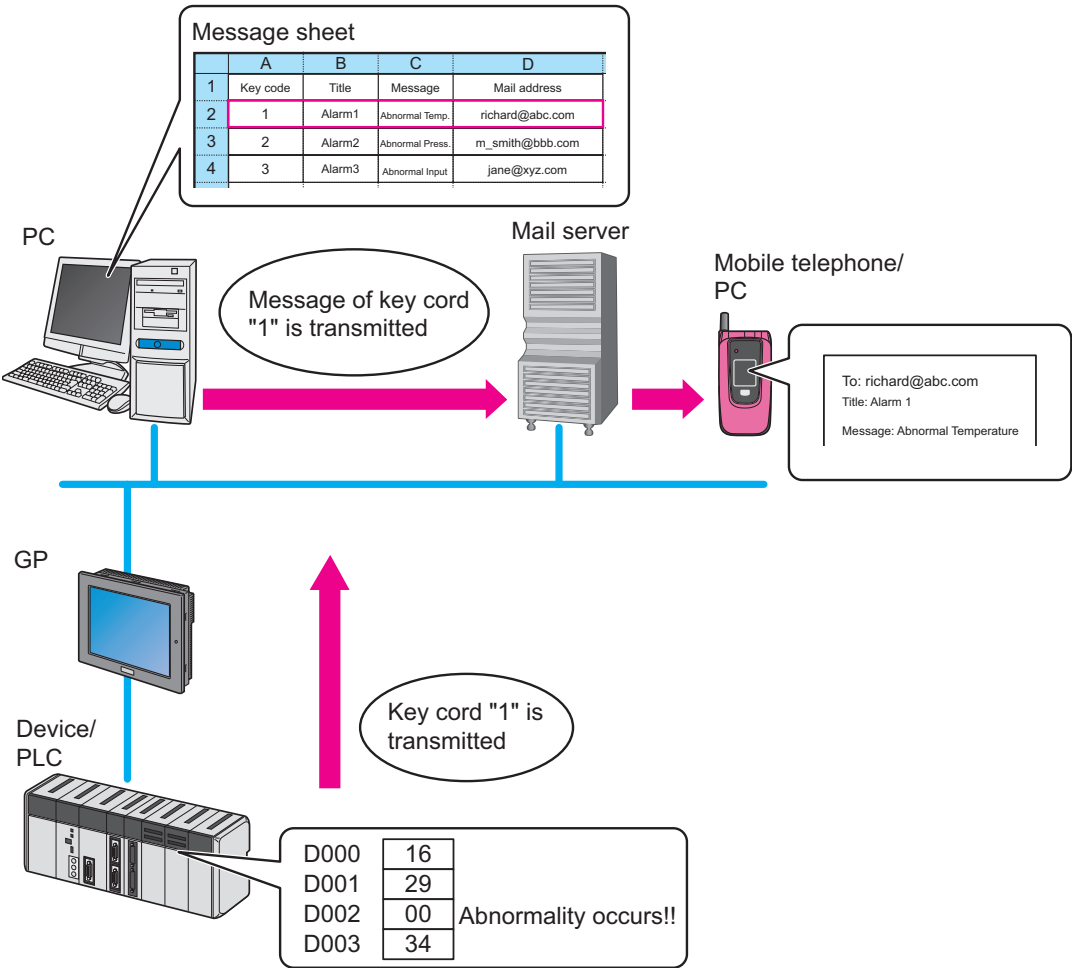 Message sheet
A B C D
1 Key code Title Message Mail address
2 1 Alarm1 Abnormal Temp. richard@abc.com
3 2 Alarm2 Abnormal Press. m_smith@bbb.com
4 3 Alarm3 Abnormal Input jane@xyz.com
PC
Mail server
Message of key cord
"1" is transmitted
Mobile telephone/
PC
To: richard@abc.com
Title: Alarm 1
Message: Abnormal Temperature
GP
Key cord "1" is
transmitted
Device/
PLC
D000 16
D001 29
D002 00 Abnormality occurs!!
D003 34